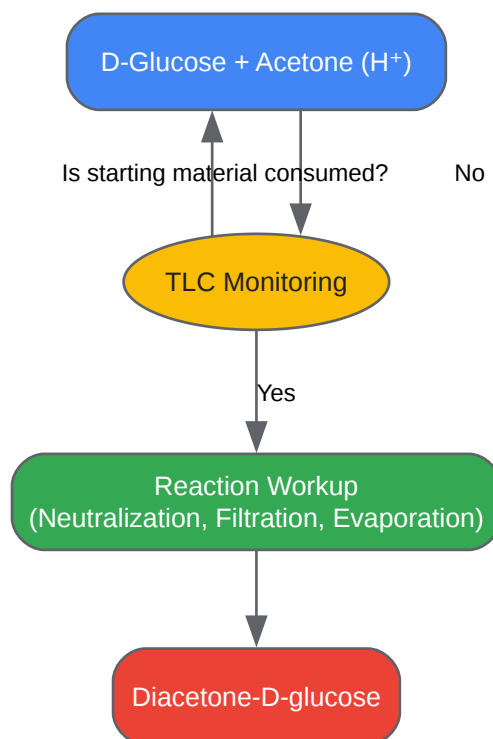 D-Glucose + Acetone (H⁺)
Is starting material consumed?
No
TLC Monitoring
Yes
Reaction Workup
(Neutralization, Filtration, Evaporation)
Diacetone-D-glucose